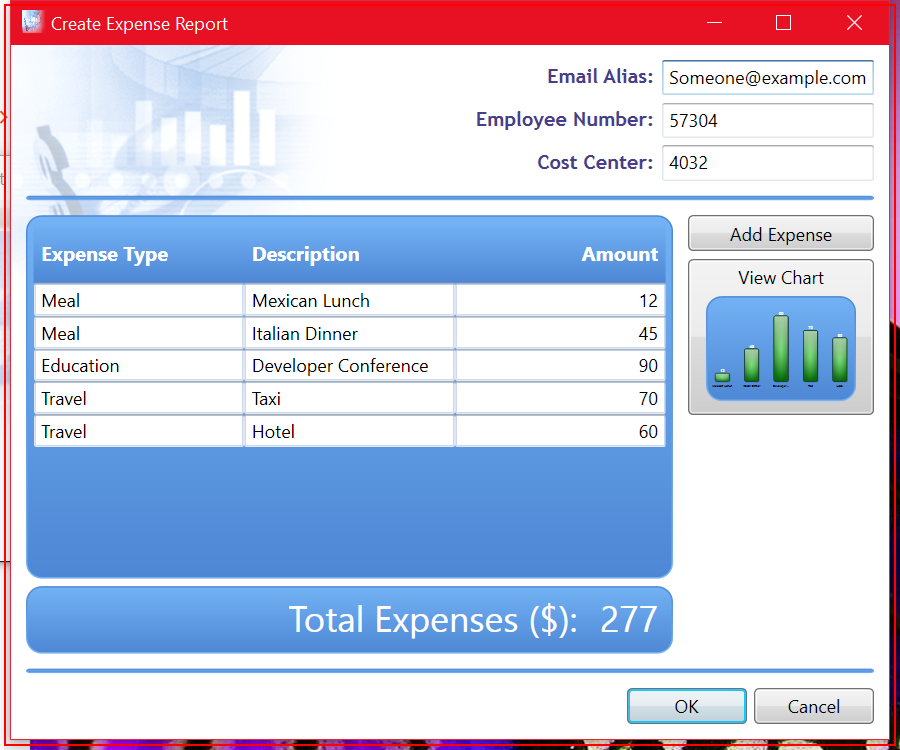 Create Expense Report
Email Alias: Someone@example.com
Employee Number: 57304
Cost Center: 4032
Expense Type Description Amount
Meal Mexican Lunch 12
Meal Italian Dinner 45
Education Developer Conference 90
Travel Taxi 70
Travel Hotel 60
Total Expenses ($): 277
Add Expense
View Chart
OK Cancel